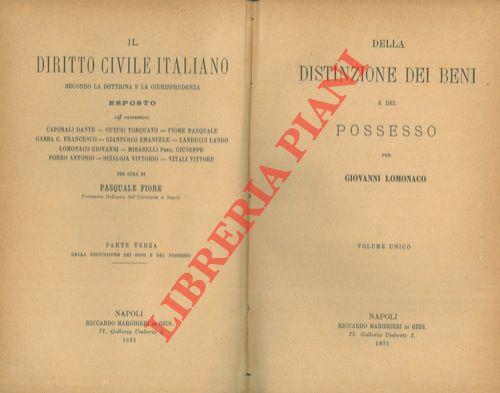 IL
DIRITTO CIVILE ITALIANO
SECONDO LA DOTTRINA E LA GIURISPRUDENZA
ESPOSTO
dai professori
CAPORALI DANTE — CUTURI TORQUATO — FIORE PASQUALE
GABBA C. FRANCESCO — GIANTURCO EMANUELE — LANDUCCI LANDO
LOMONACO GIOVANNI — MIRABELLI PRES. GIUSEPPE
PORRO ANTONIO — SCIALOJA VITTORIO — VITALI VITTORE
PER CURA DI
PASQUALE FIORE
Professore Ordinario dell'Università di Napoli
PARTE TERZA
DELLA DISTINZIONE DEI BENI E DEL POSSESSO
NAPOLI
RICCARDO MARGHIERI DI GIUS.
77. Galleria Umberto I.
1891
DELLA
DISTINZIONE DEI BENI
E DEL
POSSESSO
PER
GIOVANNI LOMONACO
VOLUME UNICO
NAPOLI
RICCARDO MARGHIERI DI GIUS.
77. Galleria Umberto I.
1891
LIBRERIA PIANI